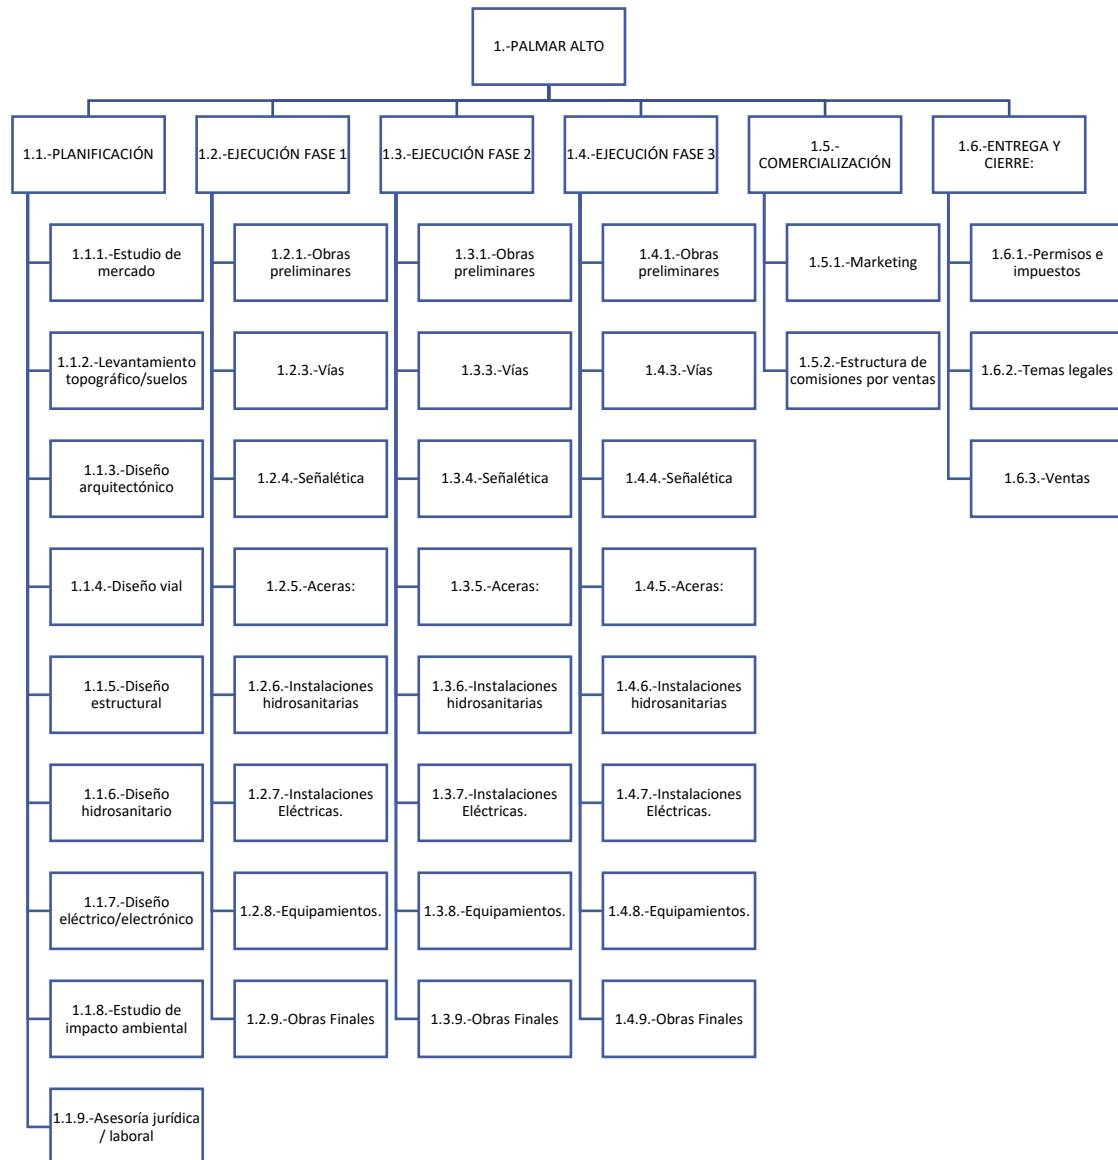 1.-PALMAR ALTO
1.1.-PLANIFICACIÓN
1.1.1.-Estudio de
mercado
1.1.2.-Levantamiento
topográfico/suelos
1.1.3.-Diseño
arquitectónico
1.1.4.-Diseño vial
1.1.5.-Diseño
estructural
1.1.6.-Diseño
hidrosanitario
1.1.7.-Diseño
eléctrico/electrónico
1.1.8.-Estudio de
impacto ambiental
1.1.9.-Asesoría jurídica
/ laboral
1.2.-EJECUCIÓN FASE 1
1.2.1.-Obras
preliminares
1.2.3.-Vías
1.2.4.-Señalética
1.2.5.-Aceras:
1.2.6.-Instalaciones
hidrosanitarias
1.2.7.-Instalaciones
Eléctricas.
1.2.8.-Equipamientos.
1.2.9.-Obras Finales
1.3.-EJECUCIÓN FASE 2
1.3.1.-Obras
preliminares
1.3.3.-Vías
1.3.4.-Señalética
1.3.5.-Aceras:
1.3.6.-Instalaciones
hidrosanitarias
1.3.7.-Instalaciones
Eléctricas.
1.3.8.-Equipamientos.
1.3.9.-Obras Finales
1.4.-EJECUCIÓN FASE 3
1.4.1.-Obras
preliminares
1.4.3.-Vías
1.4.4.-Señalética
1.4.5.-Aceras:
1.4.6.-Instalaciones
hidrosanitarias
1.4.7.-Instalaciones
Eléctricas.
1.4.8.-Equipamientos.
1.4.9.-Obras Finales
1.5.-
COMERCIALIZACIÓN
1.5.1.-Marketing
1.5.2.-Estructura de
comisiones por ventas
1.6.-ENTREGA Y
CIERRE:
1.6.1.-Permisos e
impuestos
1.6.2.-Temas legales
1.6.3.-Ventas